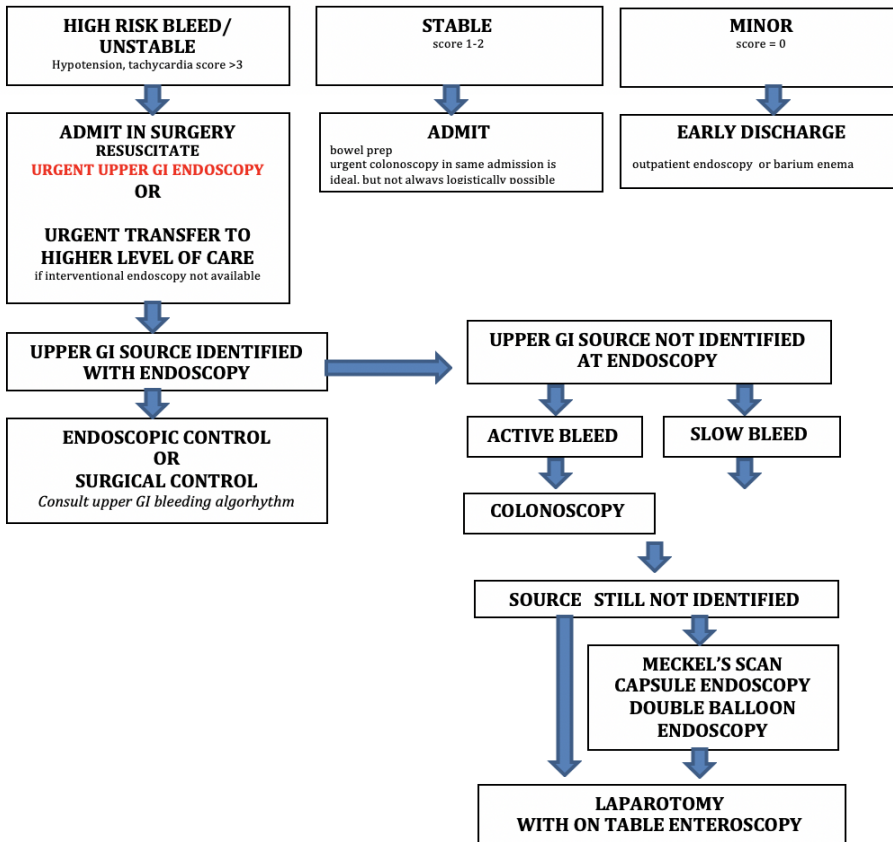 HIGH RISK BLEED/
UNSTABLE
Hypotension, tachycardia score >3
STABLE
score 1-2
MINOR
score = 0
ADMIT IN SURGERY
RESUSCITATE
URGENT UPPER GI ENDOSCOPY
OR
URGENT TRANSFER TO
HIGHER LEVEL OF CARE
if interventional endoscopy not available
ADMIT
bowel prep
urgent colonoscopy in same admission is
ideal, but not always logistically possible
EARLY DISCHARGE
outpatient endoscopy or barium enema
UPPER GI SOURCE IDENTIFIED
WITH ENDOSCOPY
UPPER GI SOURCE NOT IDENTIFIED
AT ENDOSCOPY
ENDOSCOPIC CONTROL
OR
SURGICAL CONTROL
Consult upper GI bleeding algorhythm
ACTIVE BLEED
SLOW BLEED
COLONOSCOPY
SOURCE STILL NOT IDENTIFIED
MECKEL'S SCAN
CAPSULE ENDOSCOPY
DOUBLE BALLOON
ENDOSCOPY
LAPAROTOMY
WITH ON TABLE ENTEROSCOPY